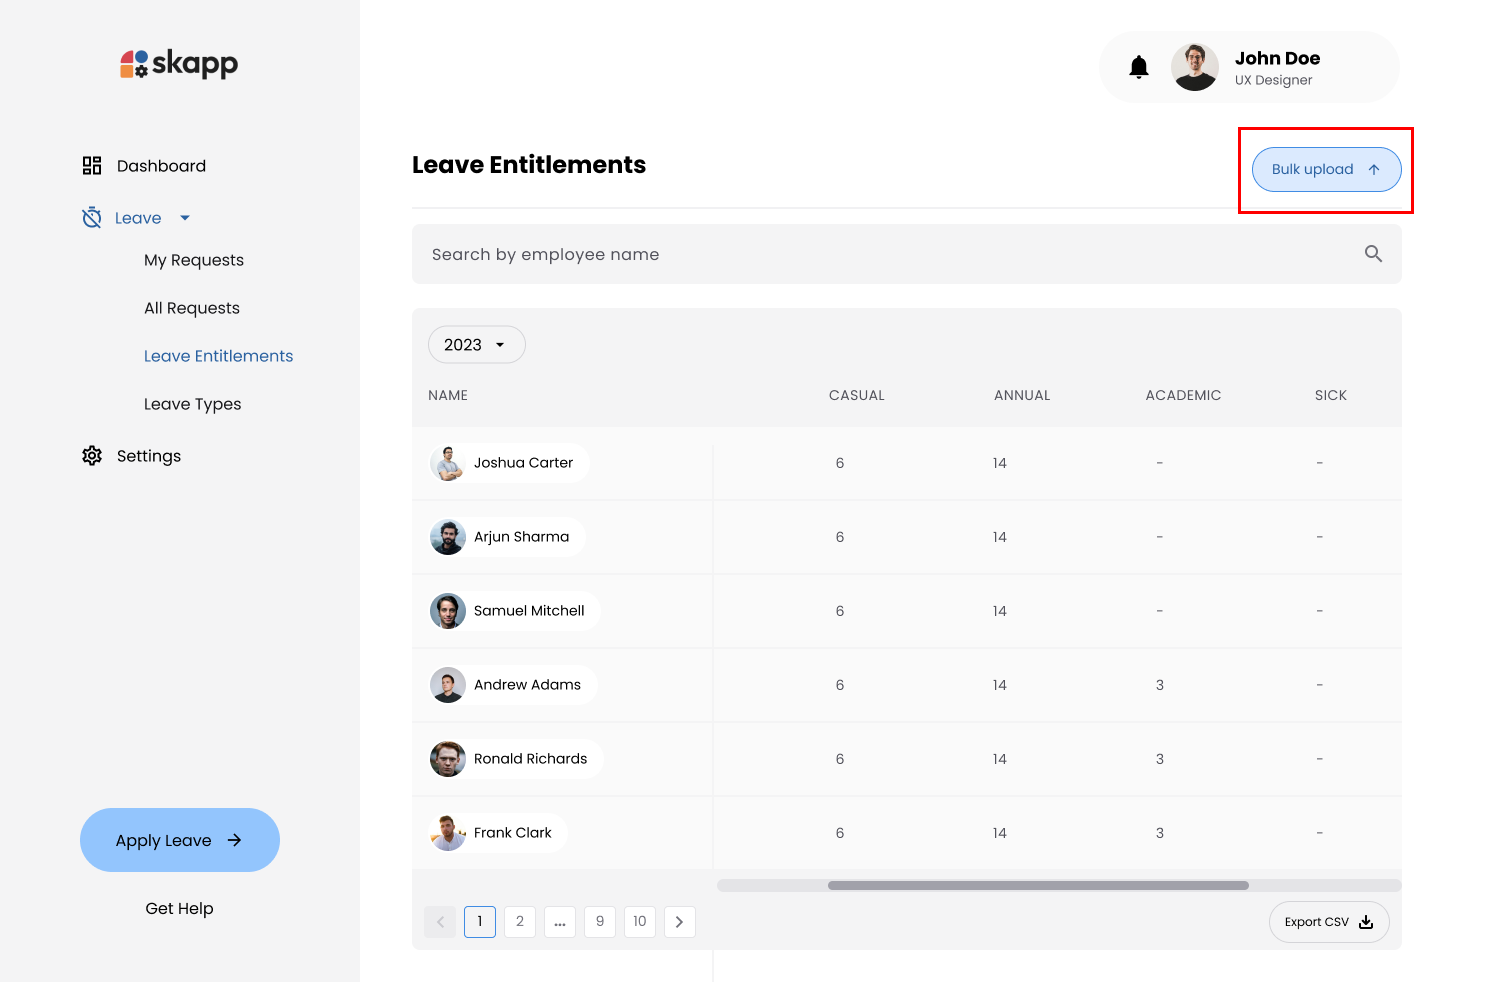 skapp
John Doe
UX Designer
Dashboard
Leave
My Requests
All Requests
Leave Entitlements
Leave Types
Settings
Apply Leave
Get Help
Leave Entitlements
Bulk upload
Search by employee name
2023
NAME CASUAL ANNUAL ACADEMIC SICK
Joshua Carter 6 14 - -
Arjun Sharma 6 14 - -
Samuel Mitchell 6 14 - -
Andrew Adams 6 14 3 -
Ronald Richards 6 14 3 -
Frank Clark 6 14 3 -
1 2 ... 9 10
Export CSV